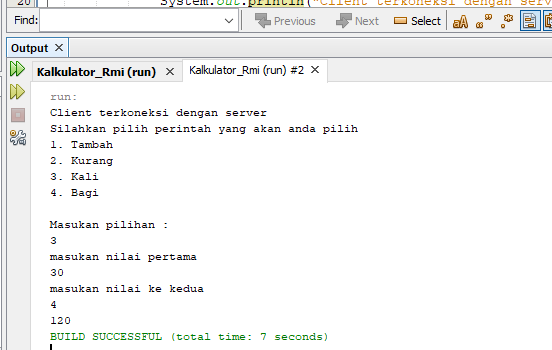 20 System.out.println("Client terkoneksi dengan serv
Find: Previous Next Select
Output
Kalkulator_Rmi (run) Kalkulator_Rmi (run) #2
run:
Client terkoneksi dengan server
Silahkan pilih perintah yang akan anda pilih
1. Tambah
2. Kurang
3. Kali
4. Bagi
Masukan pilihan :
3
masukan nilai pertama
30
masukan nilai ke kedua
4
120
BUILD SUCCESSFUL (total time: 7 seconds)